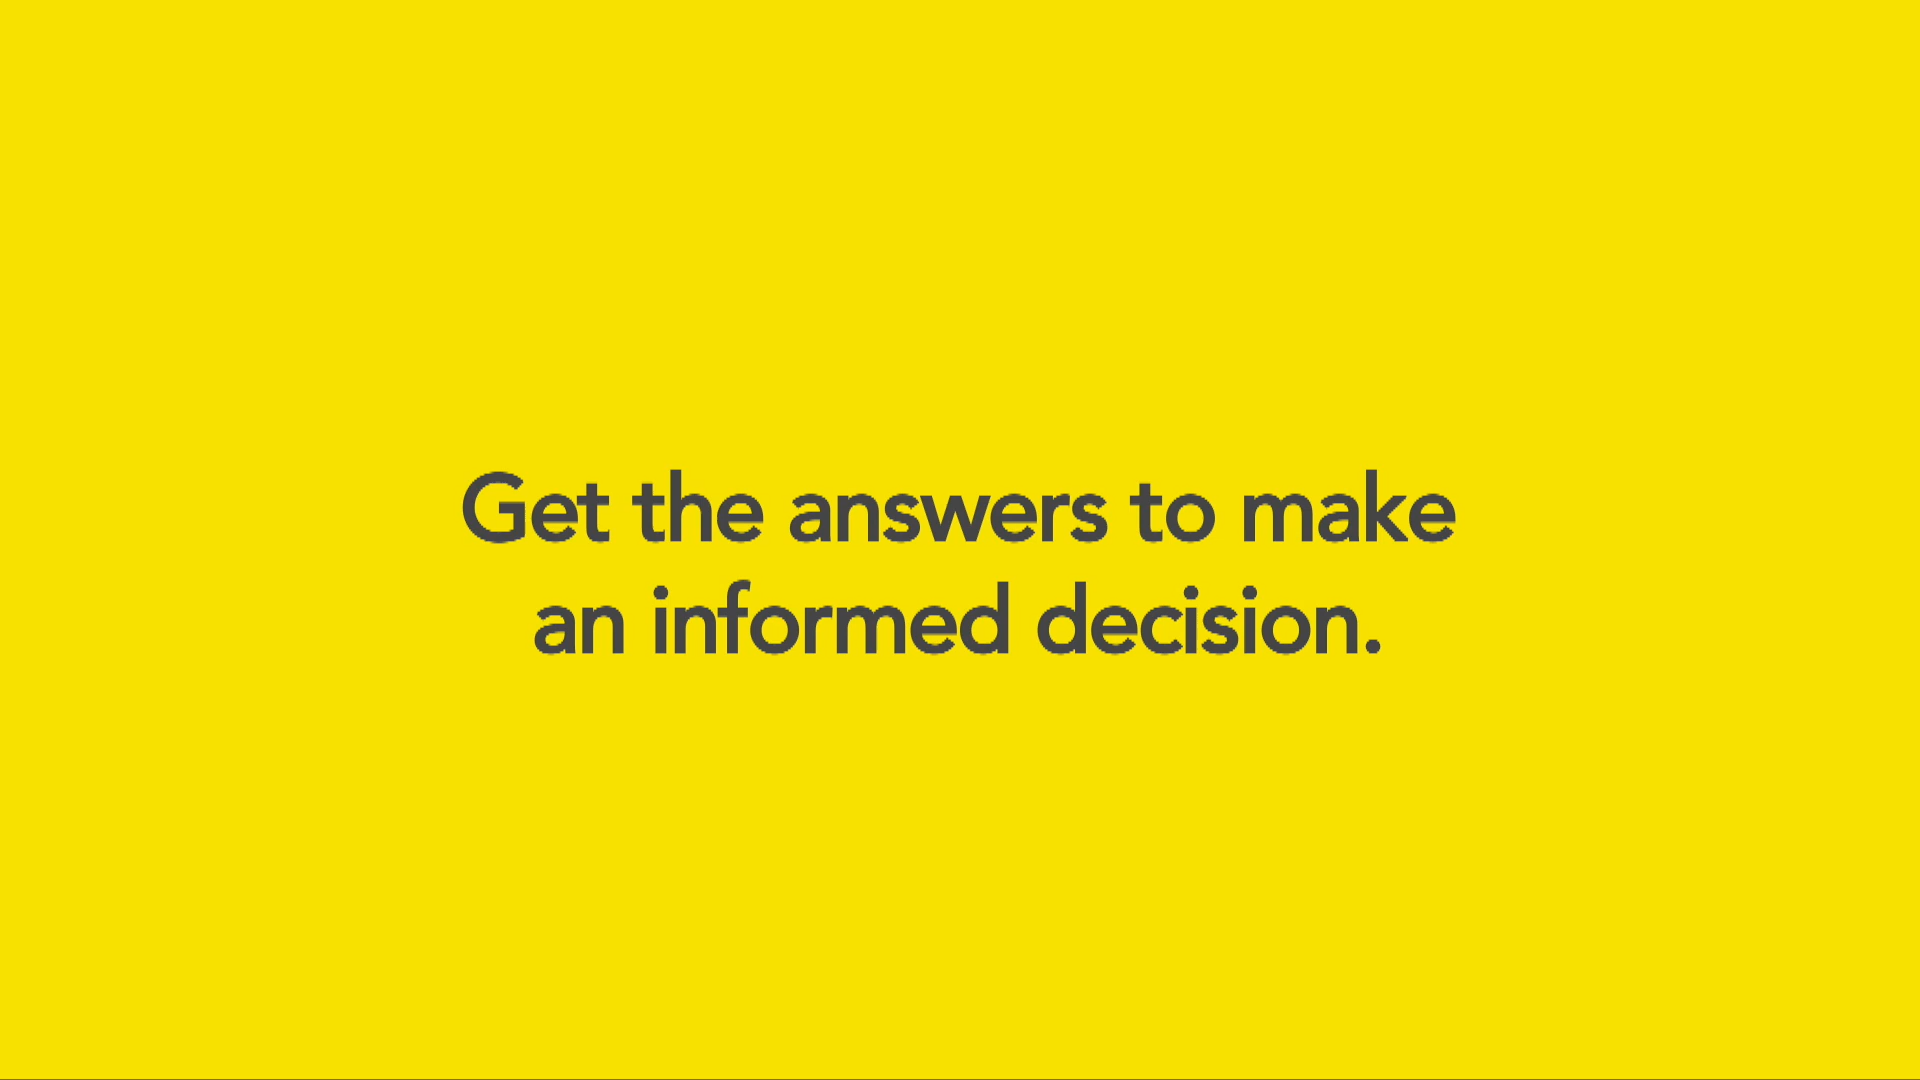 Get the answers to make
an informed decision.